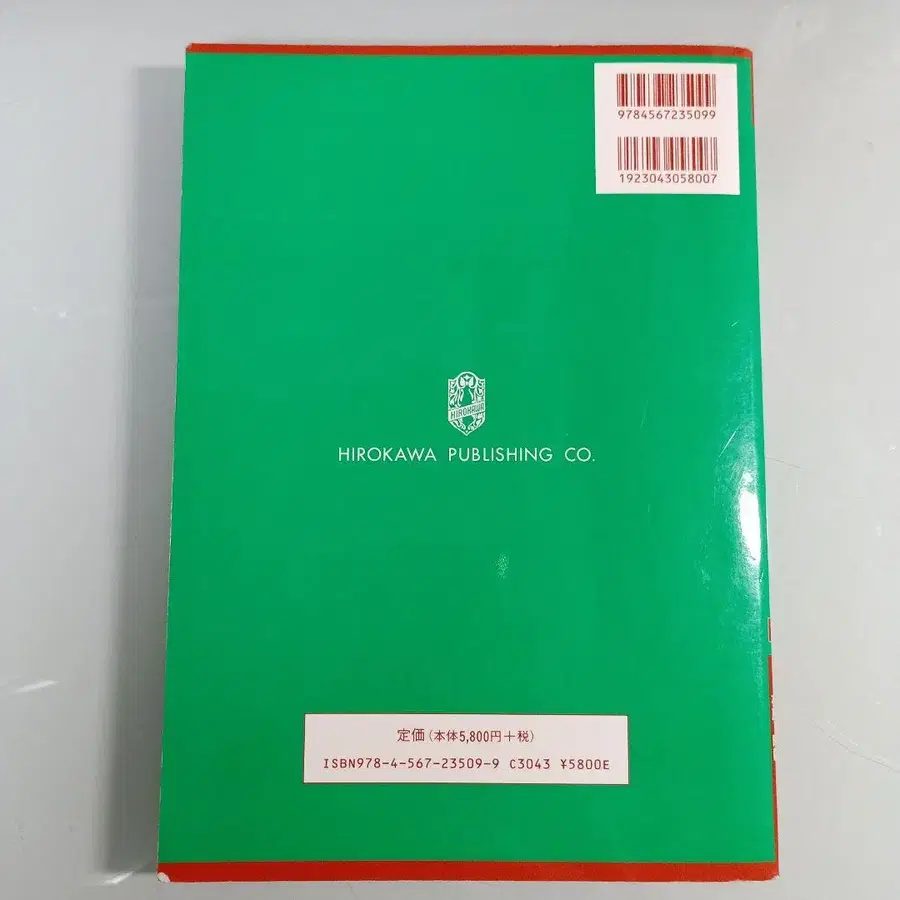 9784567235099
1923043058007
HIROKAWA
HIROKAWA PUBLISHING CO.
定価(本体5,800円+税)
ISBN978-4-567-23509-9 C3043 ¥5800E